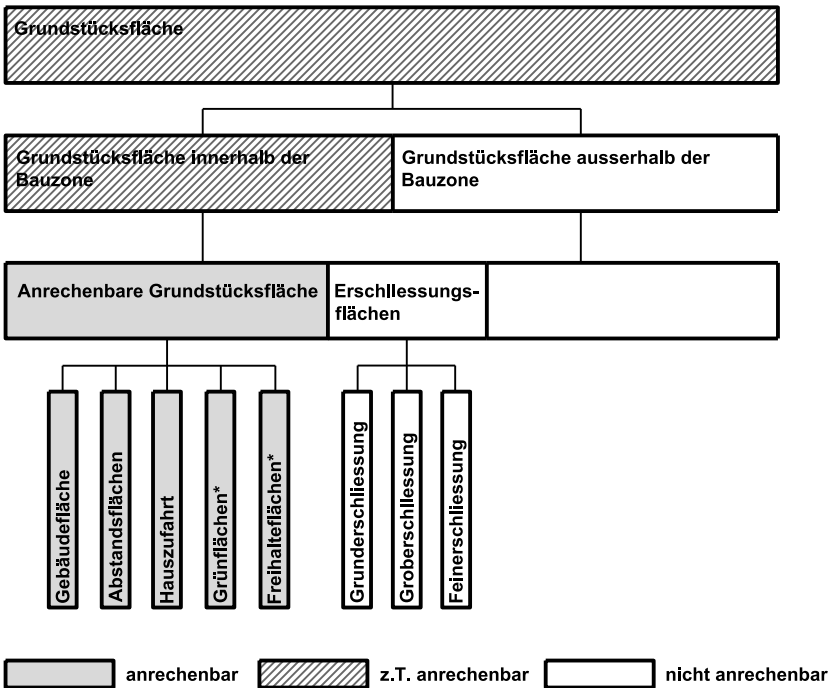 Grundstücksfläche
Grundstücksfläche innerhalb der
Bauzone
Grundstücksfläche ausserhalb der
Bauzone
Anrechenbare Grundstücksfläche
Erschliessungs-
flächen
Gebäudefläche
Abstandsflächen
Hauszufahrt
Grünflächen*
Freihalteflächen*
Grunderschliessung
Groberschliessung
Feinerschliessung
anrechenbar
z.T. anrechenbar
nicht anrechenbar